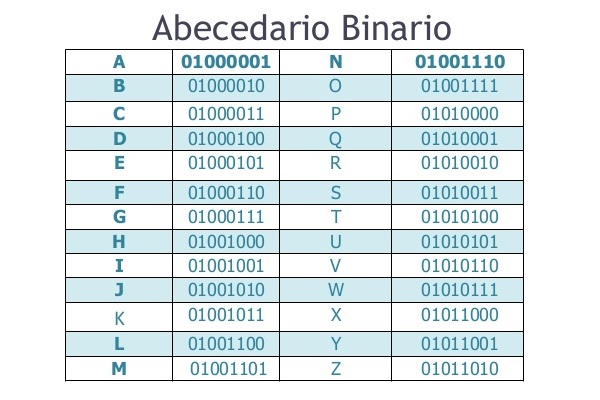 Abecedario Binario
A 01000001 N 01001110
B 01000010 O 01001111
C 01000011 P 01010000
D 01000100 Q 01010001
E 01000101 R 01010010
F 01000110 S 01010011
G 01000111 T 01010100
H 01001000 U 01010101
I 01001001 V 01010110
J 01001010 W 01010111
K 01001011 X 01011000
L 01001100 Y 01011001
M 01001101 Z 01011010